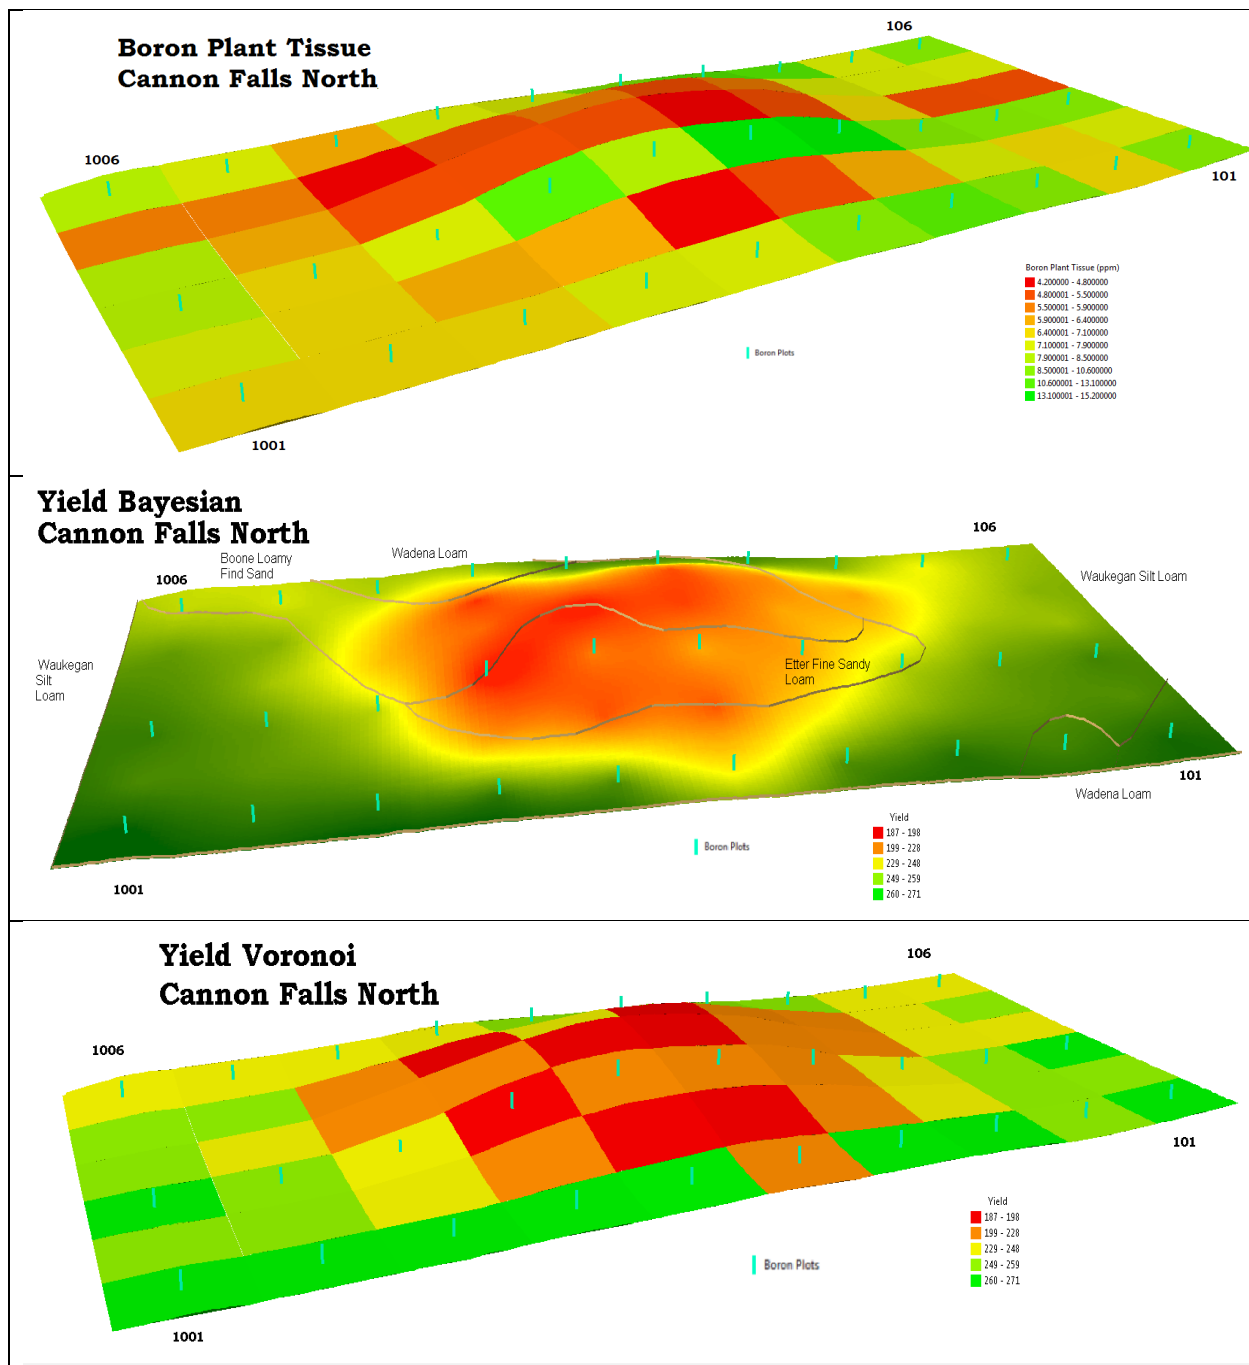 Boron Plant Tissue
Cannon Falls North
106
1006
101
1001
Boron Plant Tissue (ppm)
4.200000 - 4.800000
4.800001 - 5.500000
5.500001 - 5.900000
5.900001 - 6.400000
6.400001 - 7.100000
7.100001 - 7.900000
7.900001 - 8.500000
8.500001 - 10.600000
10.600001 - 13.100000
13.100001 - 15.200000
Boron Plots
Yield Bayesian
Cannon Falls North
106
Boone Loamy
Find Sand
Wadena Loam
1006
Waukegan Silt Loam
Waukegan
Silt
Loam
Etter Fine Sandy
Loam
101
Wadena Loam
1001
Boron Plots
Yield
187 - 198
199 - 228
229 - 248
249 - 259
260 - 271
Yield Voronoi
Cannon Falls North
106
1006
101
1001
Boron Plots
Yield
187 - 198
199 - 228
229 - 248
249 - 259
260 - 271